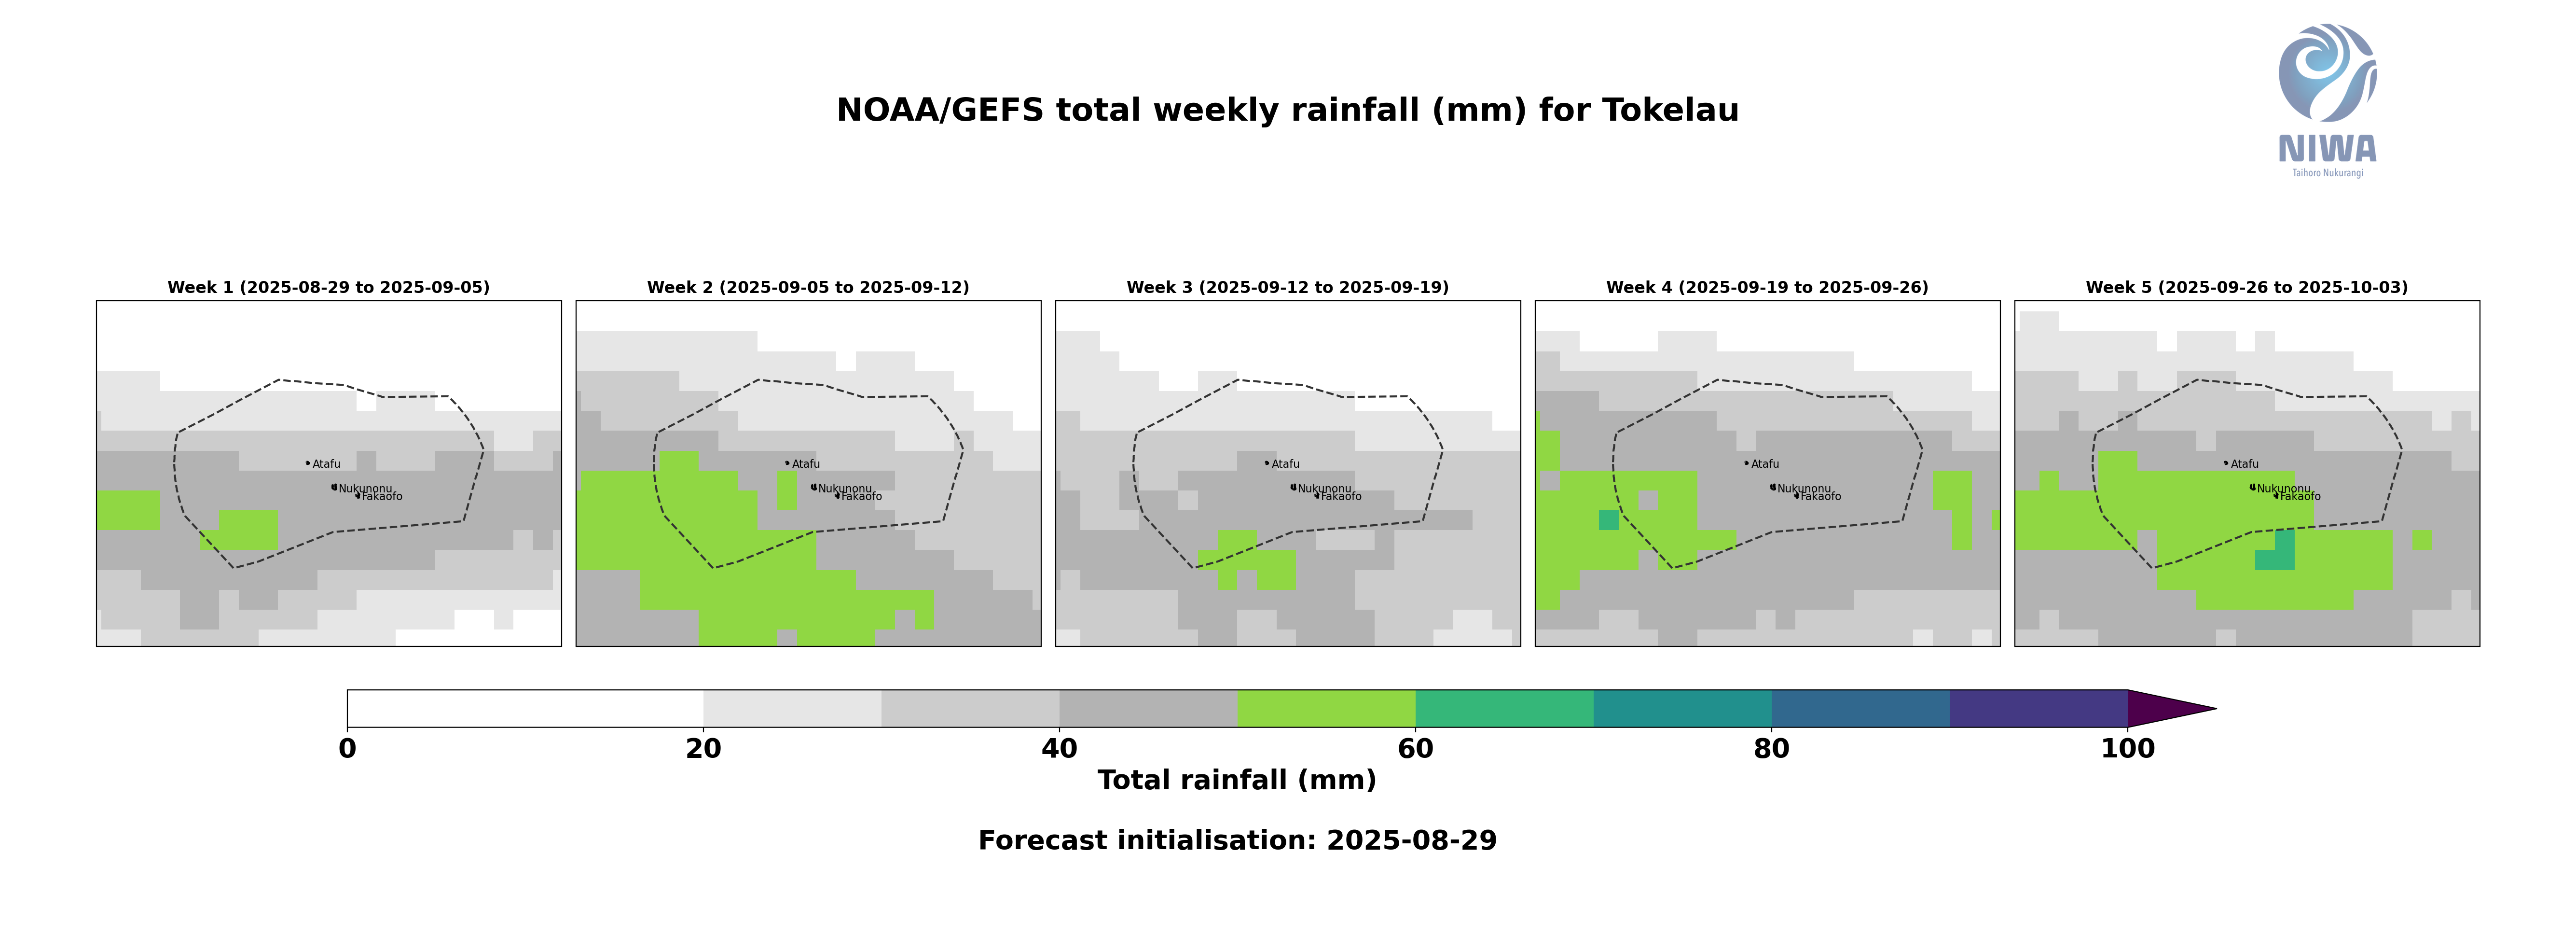 NOAA/GEFS total weekly rainfall (mm) for Tokelau
NIWA
Taihoro Nukurangi
Week 1 (2025-08-29 to 2025-09-05)
Week 2 (2025-09-05 to 2025-09-12)
Week 3 (2025-09-12 to 2025-09-19)
Week 4 (2025-09-19 to 2025-09-26)
Week 5 (2025-09-26 to 2025-10-03)
Atafu
Nukunonu
Fakaofo
Atafu
Nukunonu
Fakaofo
Atafu
Nukunonu
Fakaofo
Atafu
Nukunonu
Fakaofo
Atafu
Nukunonu
Fakaofo
0 20 40 60 80 100
Total rainfall (mm)
Forecast initialisation: 2025-08-29